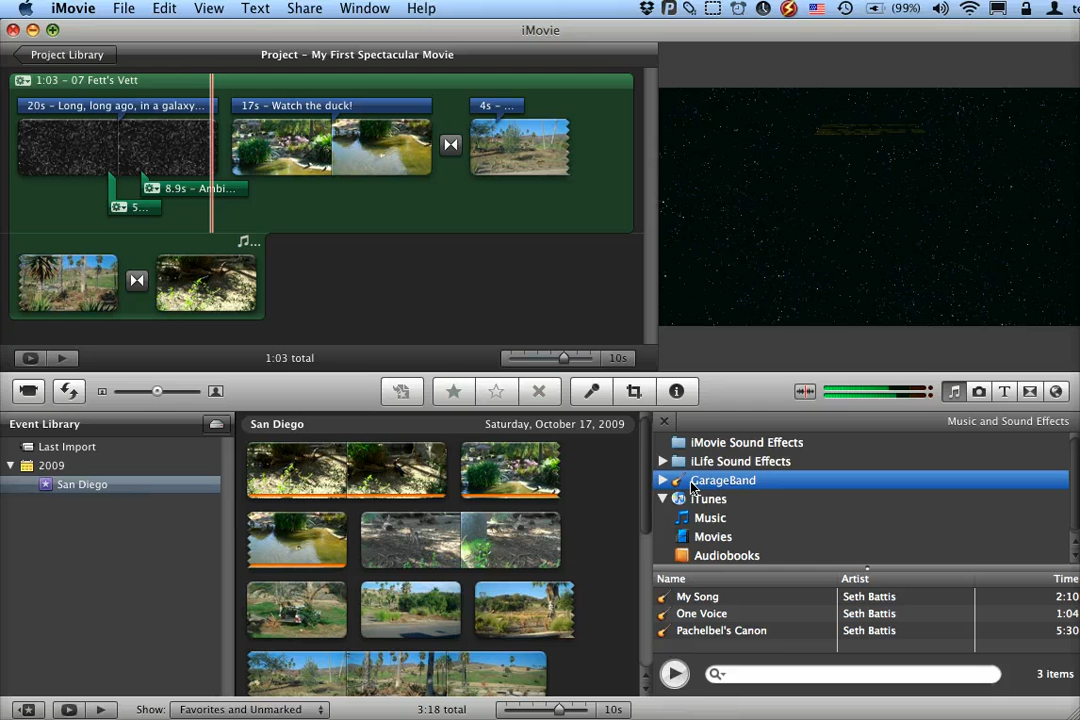 iMovie File Edit View Text Share Window Help (99%)
iMovie
Project Library
Project – My First Spectacular Movie
1:03 – 07 Fett's Vett
20s – Long, long ago, in a galaxy...
17s – Watch the duck!
4s – ...
8.9s – Ambi...
5...
...
1:03 total
10s
Event Library
San Diego
Saturday, October 17, 2009
Music and Sound Effects
Last Import
2009
San Diego
iMovie Sound Effects
iLife Sound Effects
GarageBand
iTunes
Music
Movies
Audiobooks
Name Artist Time
My Song Seth Battis 2:10
One Voice Seth Battis 1:04
Pachelbel's Canon Seth Battis 5:30
3 items
Show: Favorites and Unmarked
3:18 total
10s